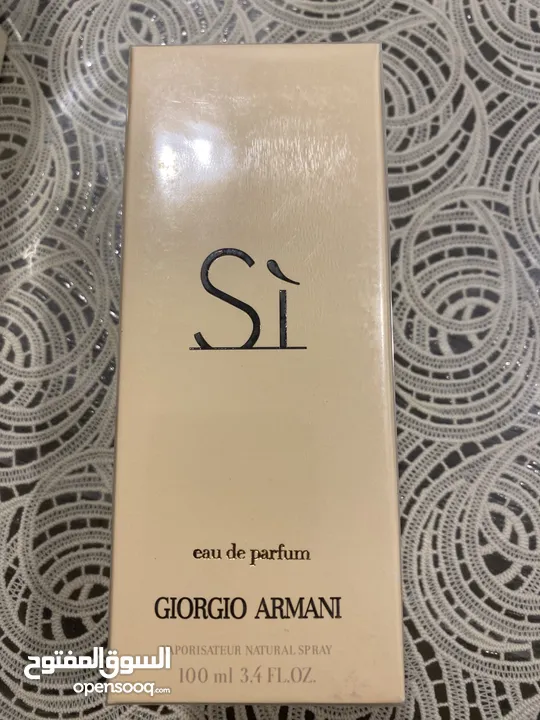 Sì
eau de parfum
GIORGIO ARMANI
VAPORISATEUR NATURAL SPRAY
100 ml 3.4 FL.OZ.
السوق المفتوح
opensooq.com